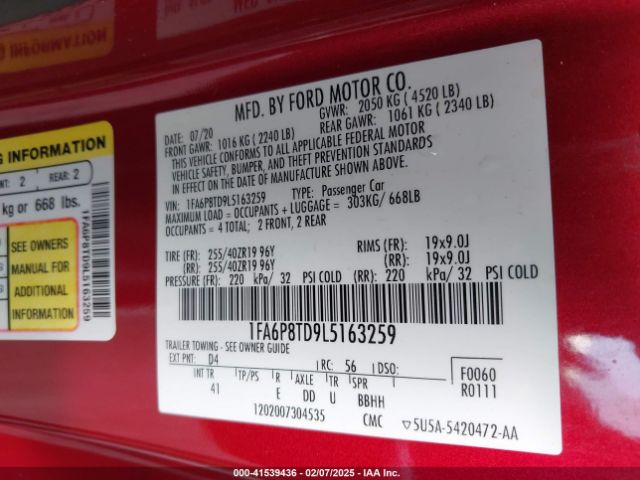 MFD. BY FORD MOTOR CO.
DATE: 07/20 GVWR: 2050 KG ( 4520 LB)
FRONT GAWR: 1016 KG ( 2240 LB) REAR GAWR: 1061 KG ( 2340 LB)
THIS VEHICLE CONFORMS TO ALL APPLICABLE FEDERAL MOTOR
VEHICLE SAFETY, BUMPER, AND THEFT PREVENTION STANDARDS
IN EFFECT ON THE DATE OF MANUFACTURE SHOWN ABOVE.
VIN: 1FA6P8TD9L5163259 TYPE: Passenger Car
MAXIMUM LOAD = OCCUPANTS + LUGGAGE = 303KG/ 668LB
OCCUPANTS = 4 TOTAL; 2 FRONT, 2 REAR
TIRE (FR): 255/40ZR19 96Y RIMS (FR): 19x9.0J
(RR): 255/40ZR19 96Y (RR): 19x9.0J
PRESSURE (FR): 220 kPa/ 32 PSI COLD (RR): 220 kPa/ 32 PSI COLD
1FA6P8TD9L5163259
TRAILER TOWING - SEE OWNER GUIDE
EXT PNT: D4 RC: 56 DSO: F0060
INT TR TP/PS R AXLE TR SPR R0111
41 E DD U BBHH
1202007304535 CMC 5U5A-5420472-AA
G INFORMATION
2 REAR: 2
kg or 668 lbs.
SEE OWNERS
MANUAL FOR
ADDITIONAL
INFORMATION
1FA6P8TD9L5163259
000-41539436 - 02/07/2025 - IAA Inc.